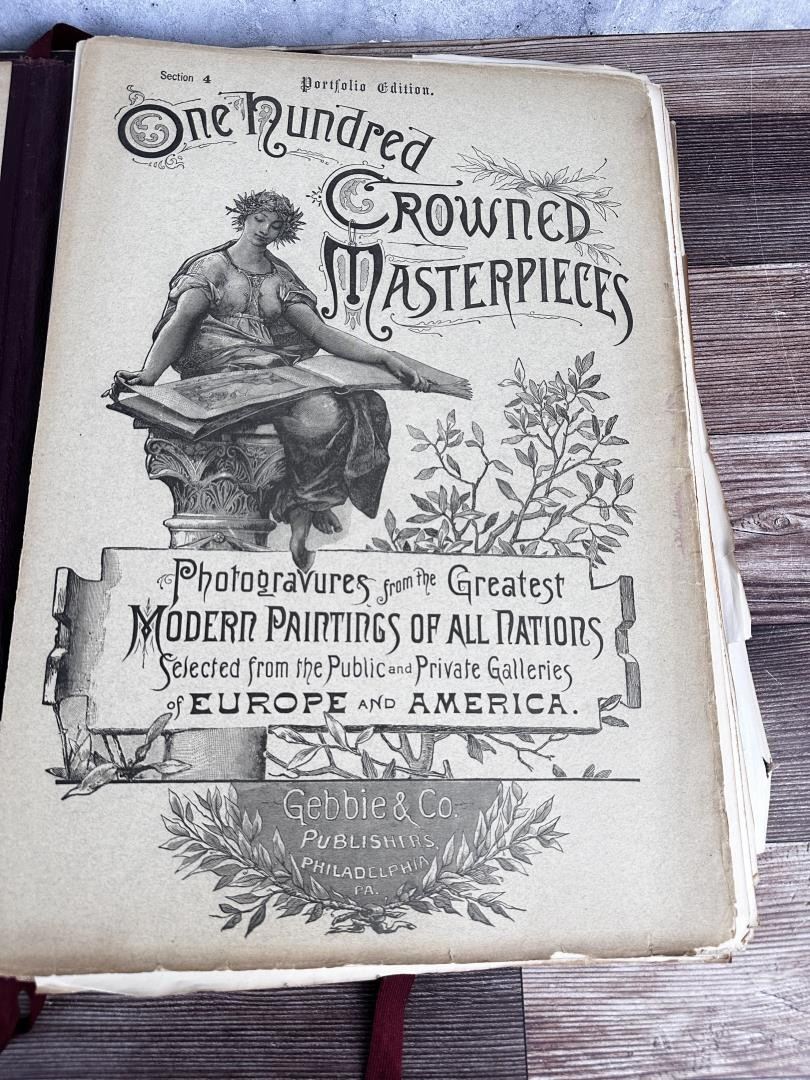 Section 4
Portfolio Edition.
One Hundred
Crowned
Masterpieces
Photogravures from the Greatest
Modern Paintings of all Nations
Selected from the Public and Private Galleries
of EUROPE AND AMERICA.
Gebbie & Co.
PUBLISHERS,
PHILADELPHIA
PA.